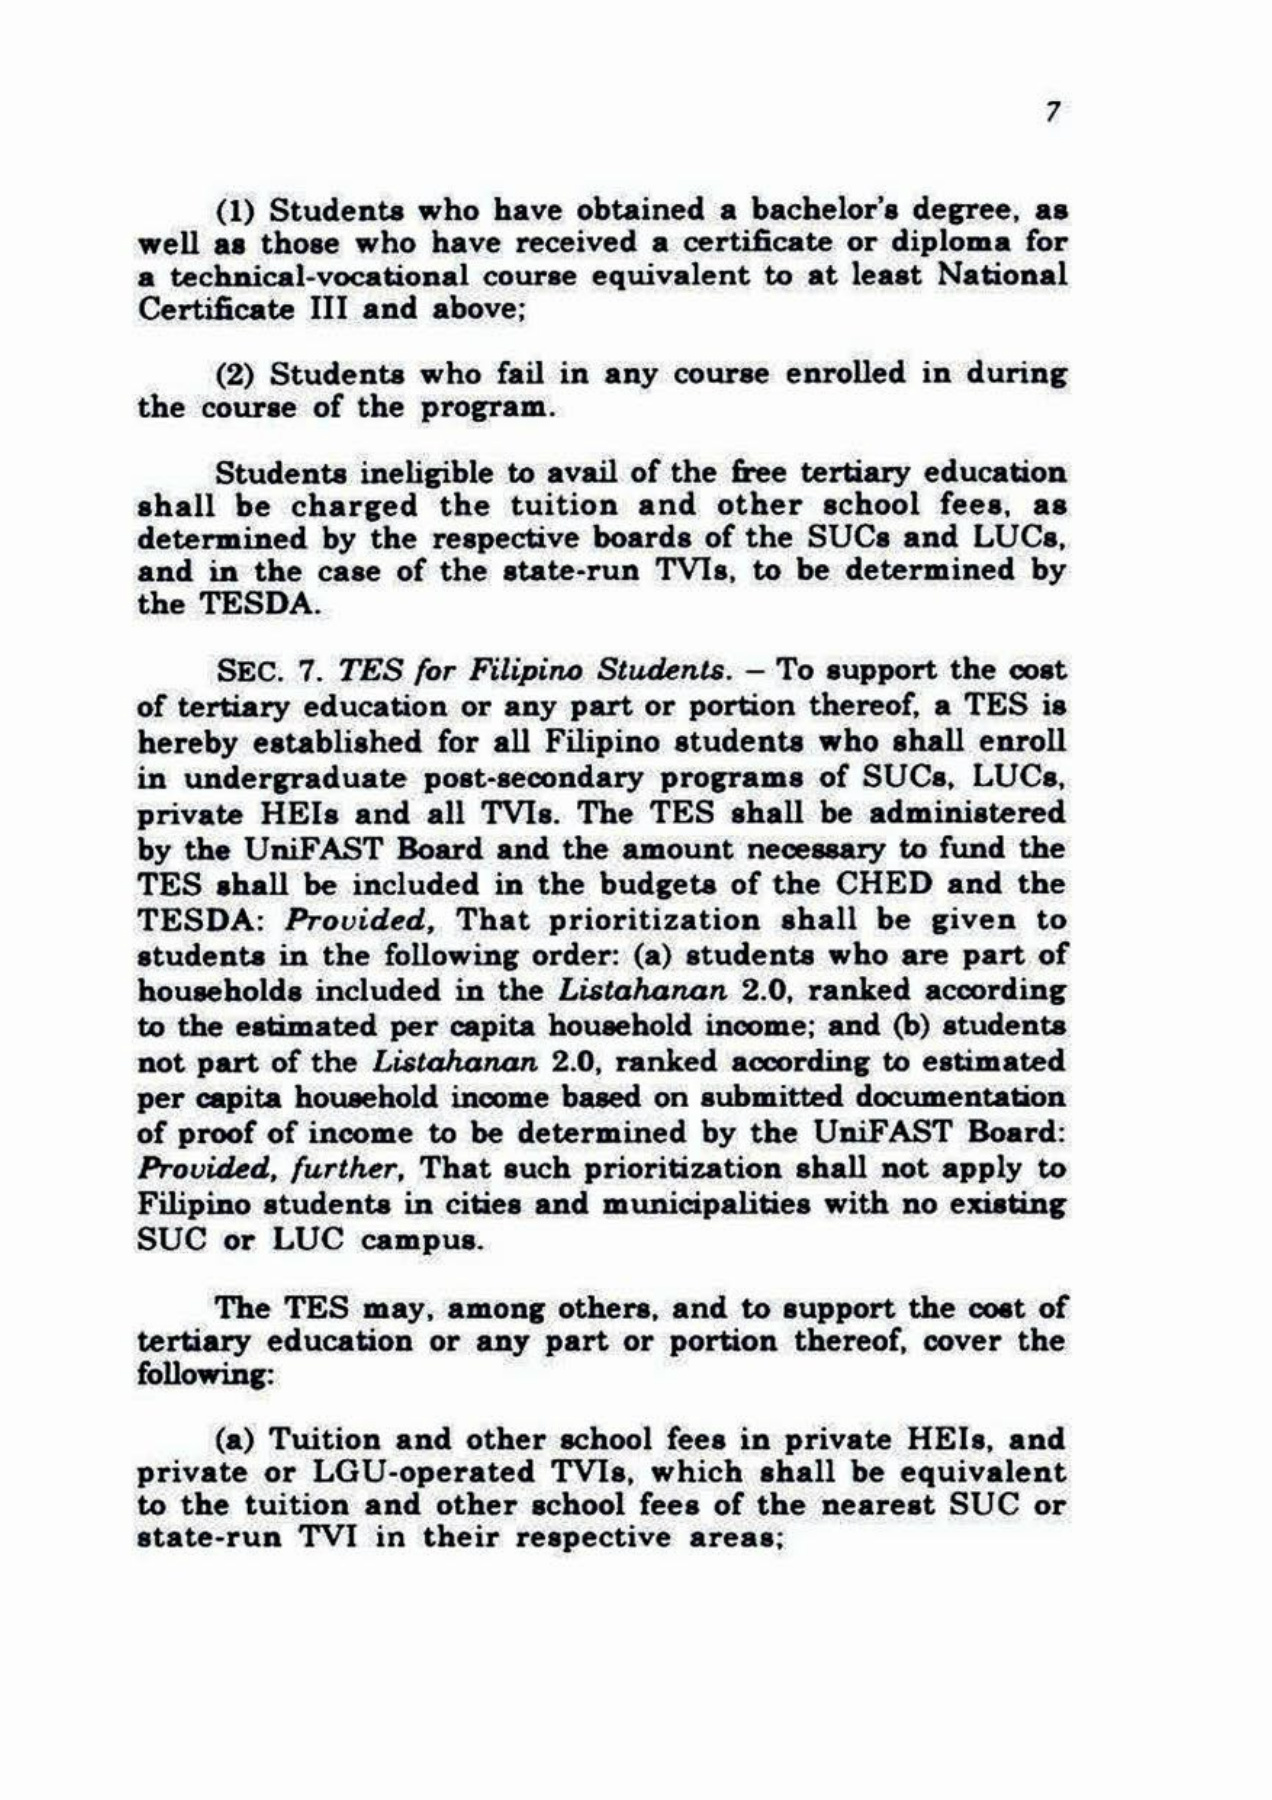 7
(1) Students who have obtained a bachelor's degree, as
well as those who have received a certificate or diploma for
a technical-vocational course equivalent to at least National
Certificate III and above;
(2) Students who fail in any course enrolled in during
the course of the program.
Students ineligible to avail of the free tertiary education
shall be charged the tuition and other school fees, as
determined by the respective boards of the SUCs and LUCs,
and in the case of the state-run TVIs, to be determined by
the TESDA.
SEC. 7. TES for Filipino Students. – To support the cost
of tertiary education or any part or portion thereof, a TES is
hereby established for all Filipino students who shall enroll
in undergraduate post-secondary programs of SUCs, LUCs,
private HEIs and all TVIs. The TES shall be administered
by the UniFAST Board and the amount necessary to fund the
TES shall be included in the budgets of the CHED and the
TESDA: Provided, That prioritization shall be given to
students in the following order: (a) students who are part of
households included in the Listahanan 2.0, ranked according
to the estimated per capita household income; and (b) students
not part of the Listahanan 2.0, ranked according to estimated
per capita household income based on submitted documentation
of proof of income to be determined by the UniFAST Board:
Provided, further, That such prioritization shall not apply to
Filipino students in cities and municipalities with no existing
SUC or LUC campus.
The TES may, among others, and to support the cost of
tertiary education or any part or portion thereof, cover the
following:
(a) Tuition and other school fees in private HEIs, and
private or LGU-operated TVIs, which shall be equivalent
to the tuition and other school fees of the nearest SUC or
state-run TVI in their respective areas;